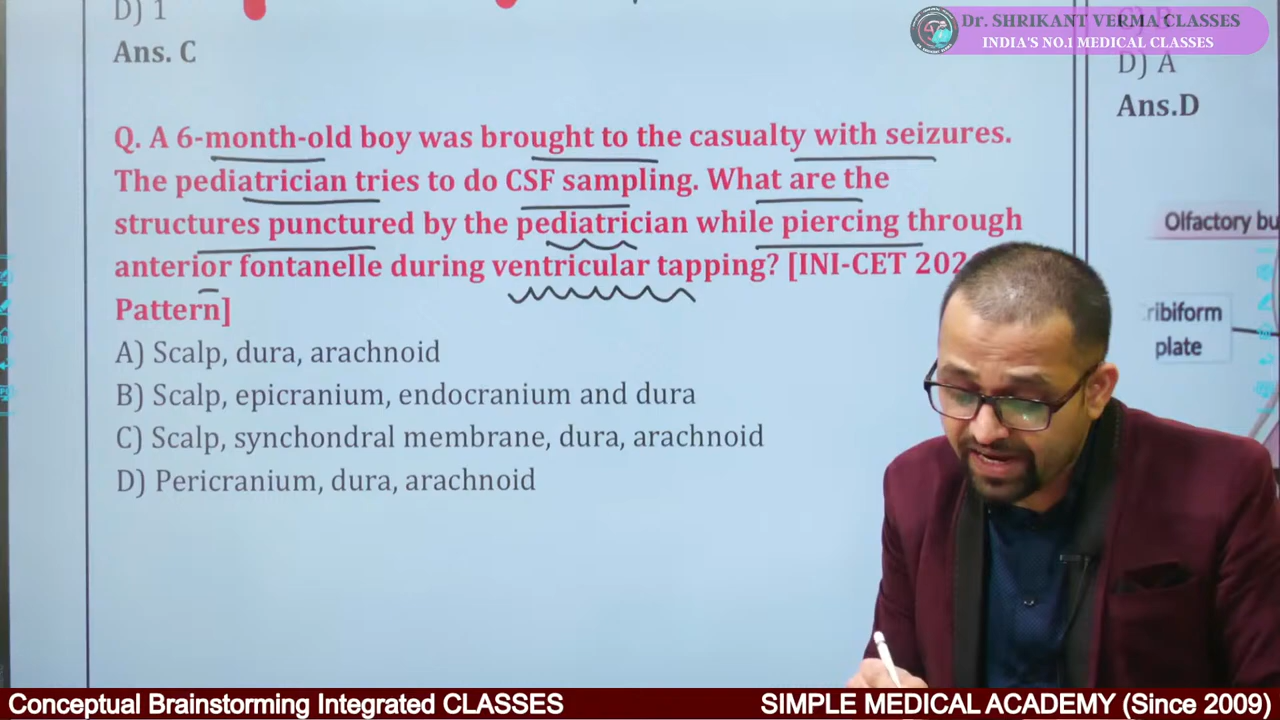 D) 1
Ans. C
Q. A 6-month-old boy was brought to the casualty with seizures.
The pediatrician tries to do CSF sampling. What are the
structures punctured by the pediatrician while piercing through
anterior fontanelle during ventricular tapping? [INI-CET 202
Pattern]
A) Scalp, dura, arachnoid
B) Scalp, epicranium, endocranium and dura
C) Scalp, synchondral membrane, dura, arachnoid
D) Pericranium, dura, arachnoid
Dr. SHRIKANT VERMA CLASSES
INDIA'S NO.1 MEDICAL CLASSES
D) A
Ans.D
Olfactory bu
ribiform
plate
Conceptual Brainstorming Integrated CLASSES
SIMPLE MEDICAL ACADEMY (Since 2009)